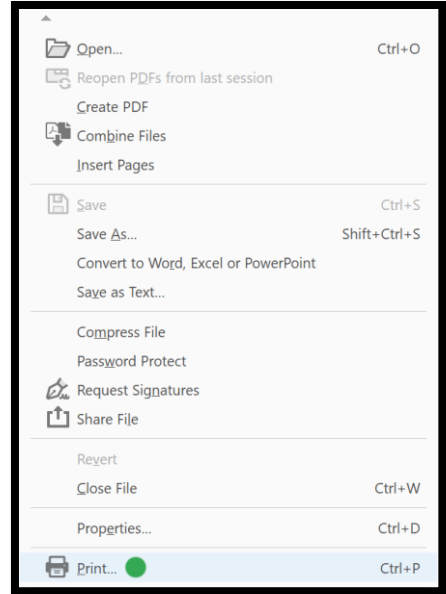 Open... Ctrl+O
Reopen PDFs from last session
Create PDF
Combine Files
Insert Pages
Save Ctrl+S
Save As... Shift+Ctrl+S
Convert to Word, Excel or PowerPoint
Save as Text...
Compress File
Password Protect
Request Signatures
Share File
Revert
Close File Ctrl+W
Properties... Ctrl+D
Print... Ctrl+P